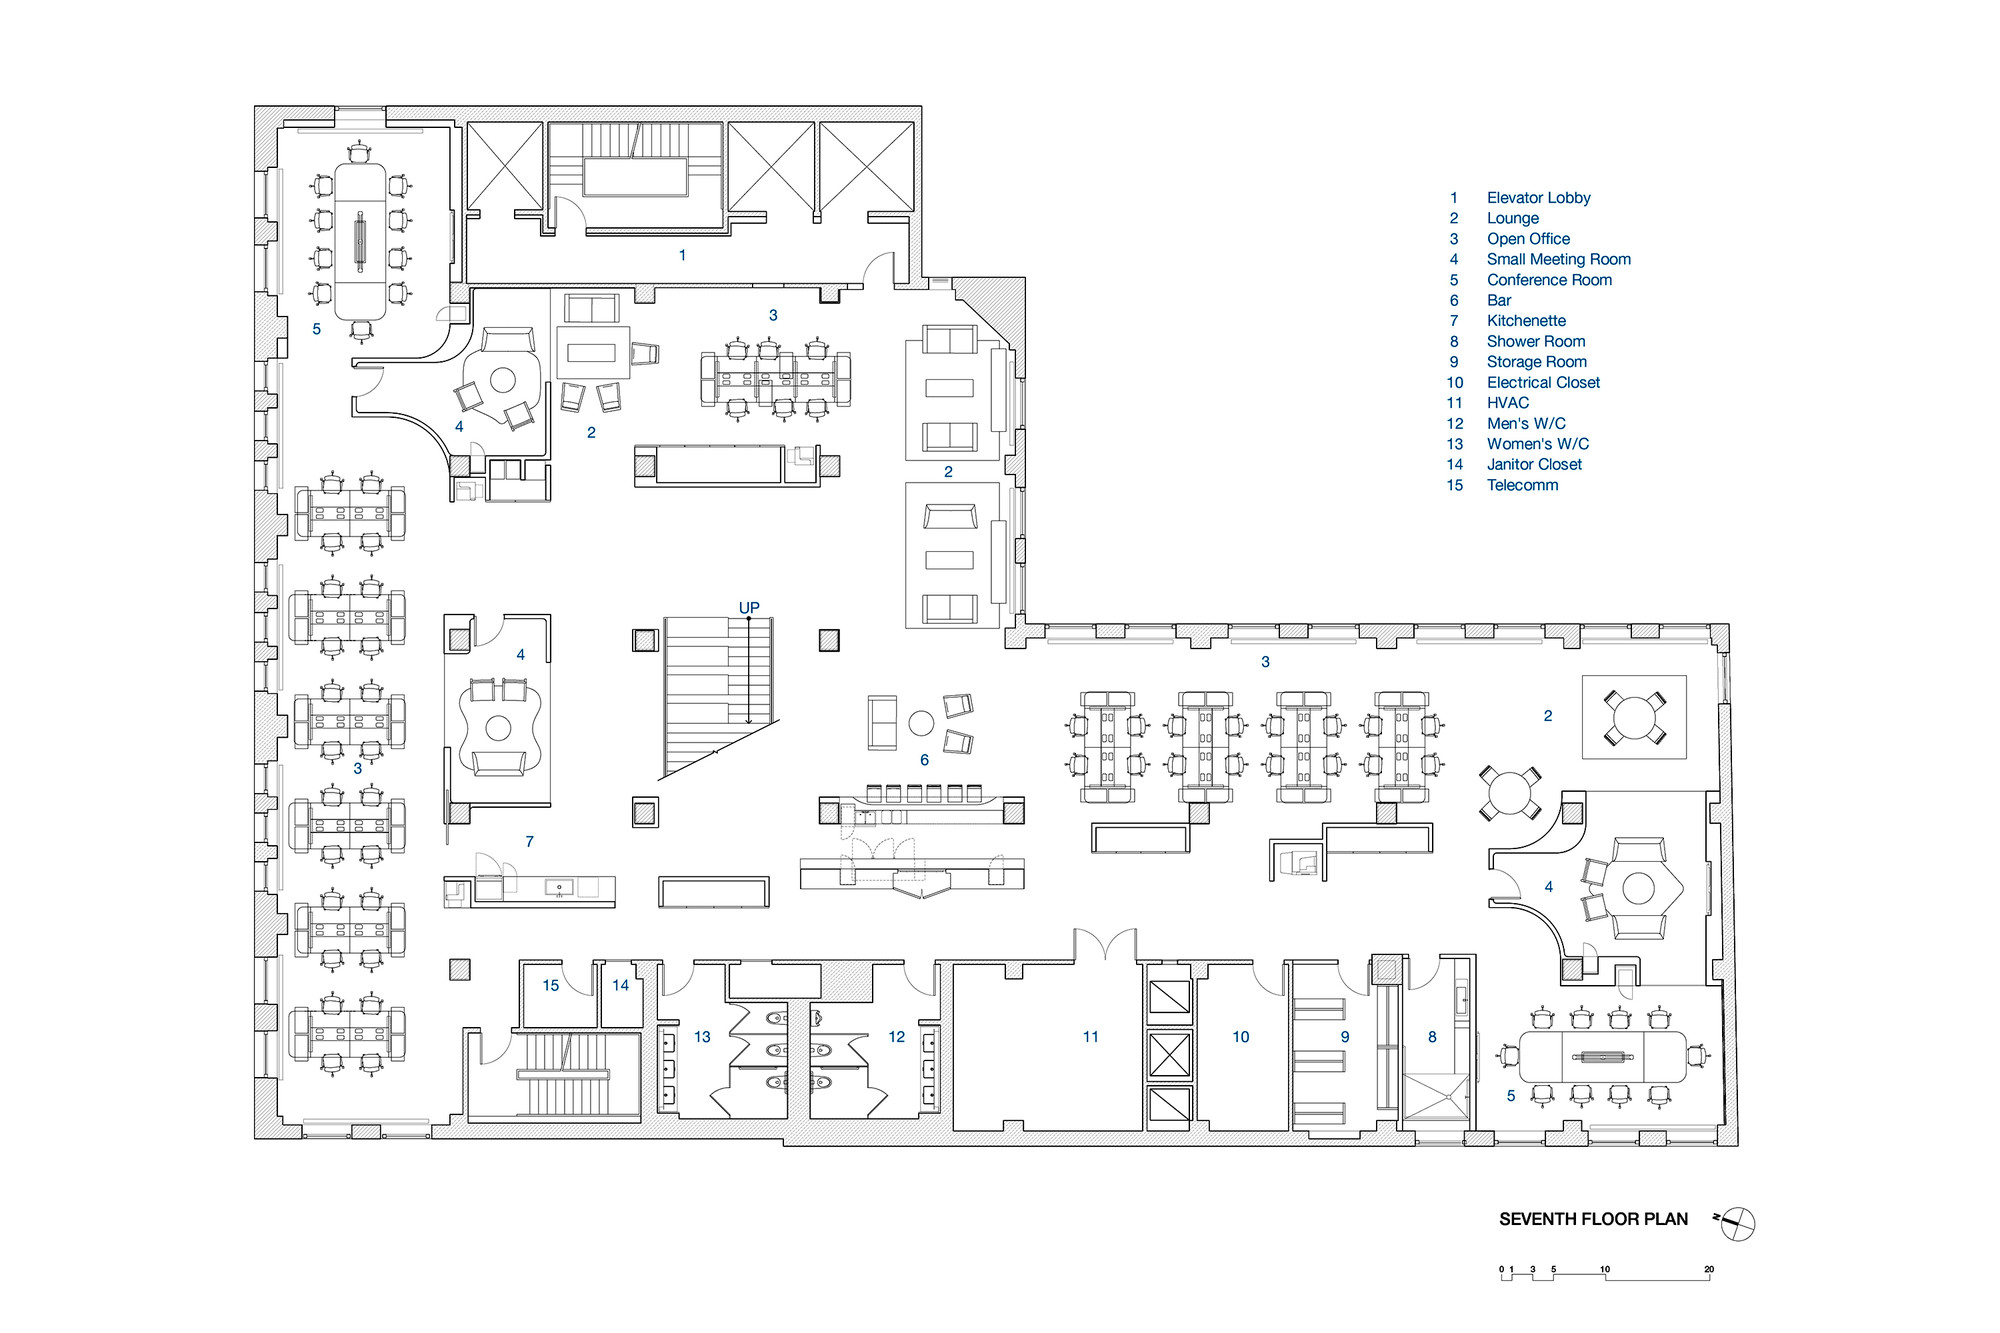 1 Elevator Lobby
2 Lounge
3 Open Office
4 Small Meeting Room
5 Conference Room
6 Bar
7 Kitchenette
8 Shower Room
9 Storage Room
10 Electrical Closet
11 HVAC
12 Men's W/C
13 Women's W/C
14 Janitor Closet
15 Telecomm
1
3
5
4
2
2
UP
4
3
2
6
3
7
4
15
14
13
12
11
10
9
8
5
SEVENTH FLOOR PLAN N
0 1 3 5 10 20